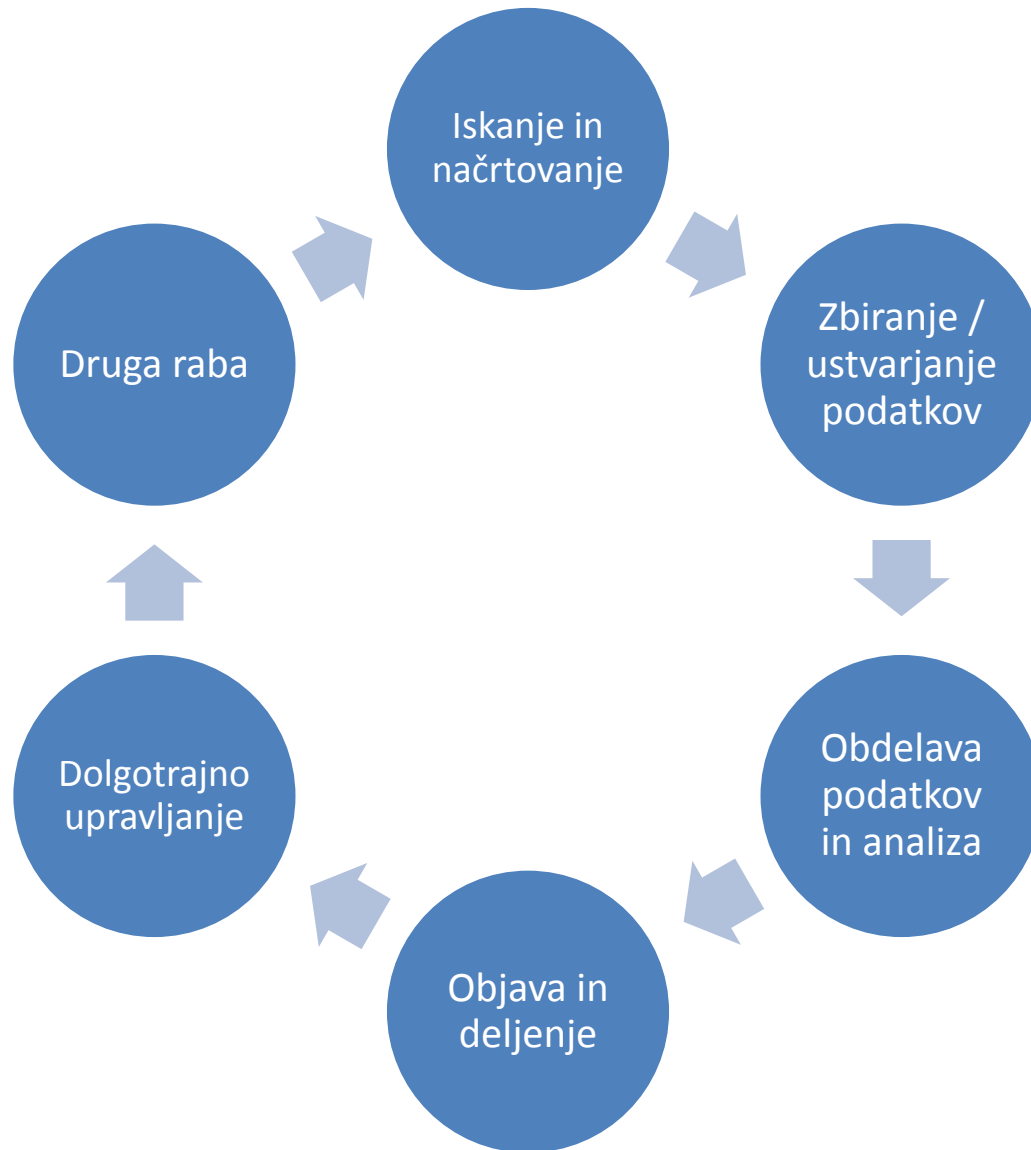 Iskanje in
načrtovanje
Zbiranje /
ustvarjanje
podatkov
Obdelava
podatkov
in analiza
Objava in
deljenje
Dolgotrajno
upravljanje
Druga raba